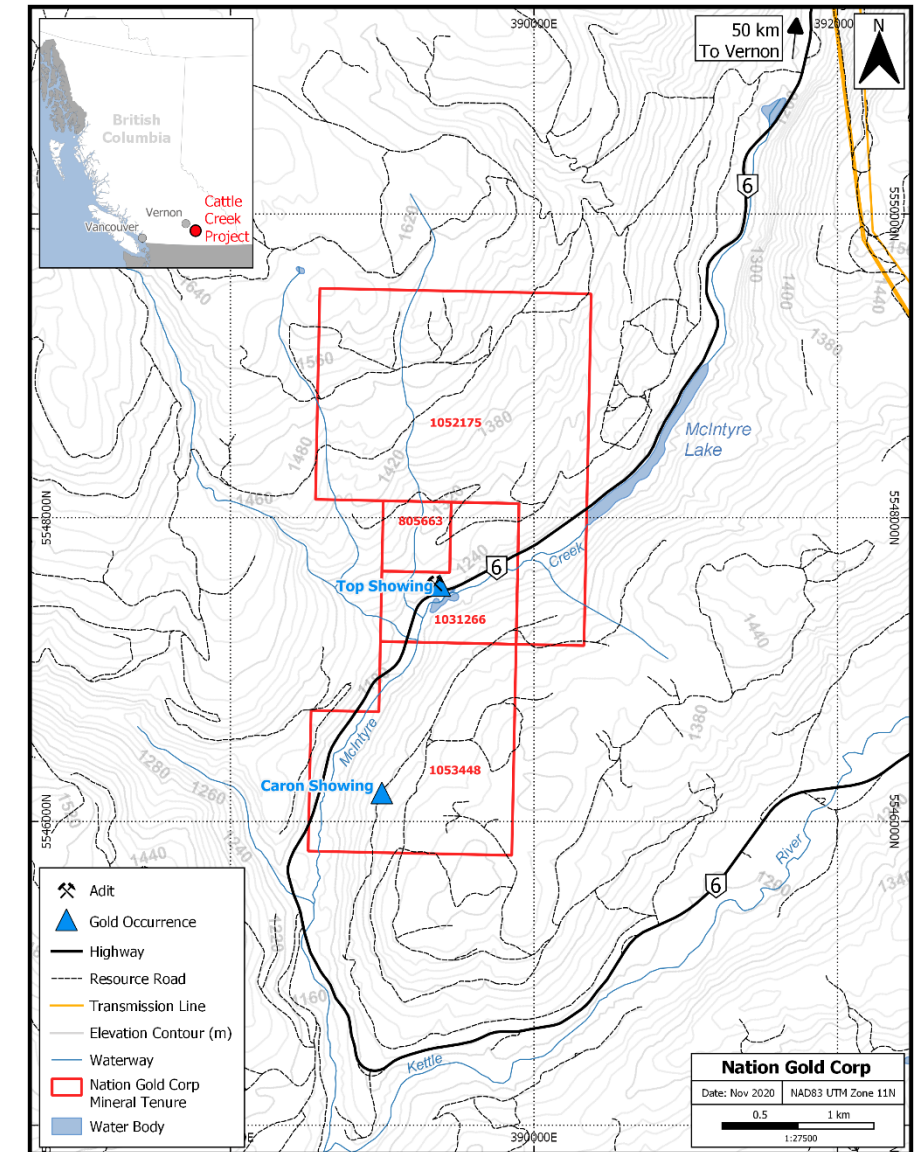 390000E
392000
50 km
To Vernon
N
British
Columbia
Vernon
Vancouver
Cattle
Creek
Project
6
5550000N
1620
1640
1300
1400
1440
1380
1560
1052175
1380
McIntyre
Lake
1480
1420
1460
5548000N
5548000N
805663
1240
6
Creek
Top Showing
1031266
1440
1380
McIntyre
1280
1260
1240
1053448
Caron Showing
5546000N
5546000N
1440
River
6
1340
1220
1160
Kettle
390000E
Adit
Gold Occurrence
Highway
Resource Road
Transmission Line
Elevation Contour (m)
Waterway
Nation Gold Corp
Mineral Tenure
Water Body
Nation Gold Corp
Date: Nov 2020
NAD83 UTM Zone 11N
0.5
1 km
1:27500